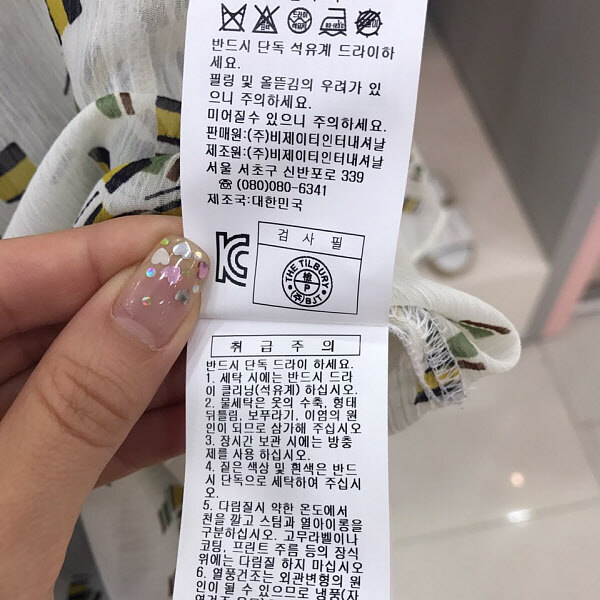 반드시 단독 석유계 드라이하
세요.
필링 및 올뜯김의 우려가 있
으니 주의하세요.
미어질수 있으니 주의하세요.
판매원:(주)비제이티인터내셔날
제조원:(주)비제이티인터내셔날
서울 서초구 신반포로 339
☏ (080)080-6341
제조국:대한민국
검 사 필
THE TILBURY
檢
P
(주)BJT
취 급 주 의
반드시 단독 드라이 하세요.
1. 세탁 시에는 반드시 드라
이 클리닝(석유계) 하십시오.
2. 물세탁은 옷의 수축, 형태
뒤틀림, 보푸라기, 이염의 원
인이 되므로 삼가해 주십시오
3. 장시간 보관 시에는 방충
제를 사용 하십시오.
4. 짙은 색상 및 흰색은 반드
시 단독으로 세탁하여 주십시
오.
5. 다림질시 약한 온도에서
천을 깔고 스팀과 열아이롱을
구분하십시오. 고무라벨이나
코팅, 프린트 주름 등의 장식
위에는 다림질 하지 마십시오
6. 열풍건조는 외관변형의 원
인이 될 수 있으므로 냉풍(자